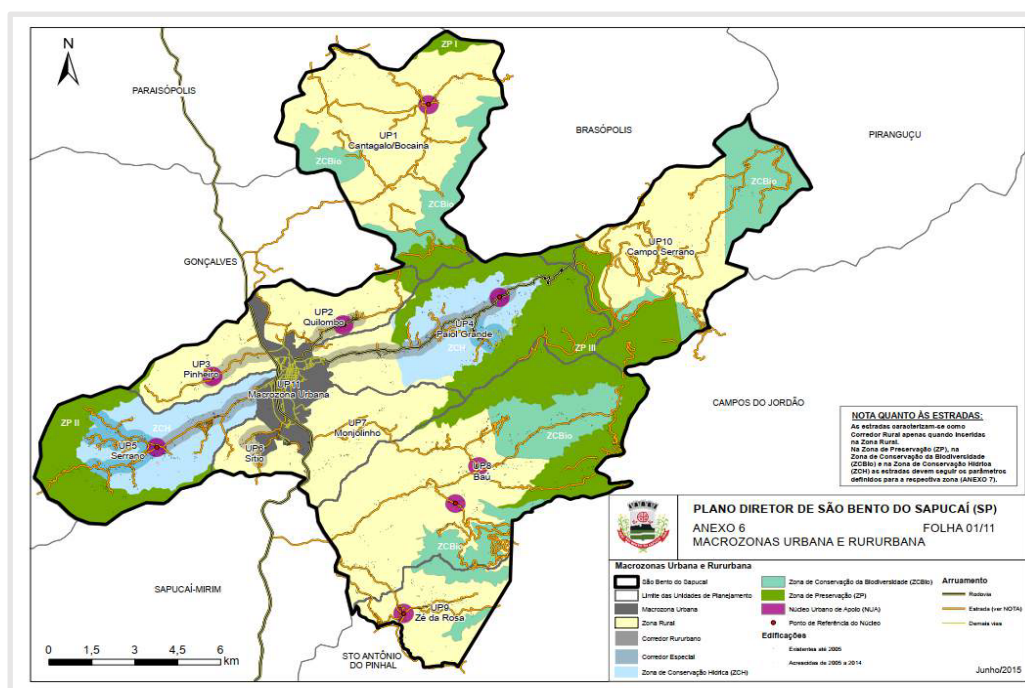 N
PARAISÓPOLIS
BRASÓPOLIS
PIRANGUÇU
GONÇALVES
CAMPOS DO JORDÃO
SAPUCAÍ-MIRIM
STO ANTÔNIO
DO PINHAL
ZP I
UP1
Cantagalo/Bocaina
ZCBio
ZCBio
ZCBio
UP10
Campo Serrano
UP2
Quilombo
UP4
Paiol Grande
ZCH
ZP III
UP3
Pinheiro
UP11
Macrozona Urbana
ZP II
ZCH
UP5
Serrano
UP6
Sítio
UP7
Monjolinho
ZCBio
UP8
Baú
ZCBio
UP9
Zé da Rosa
0 1,5 3 4,5 6
km
NOTA QUANTO ÀS ESTRADAS:
As estradas caracterizam-se como
Corredor Rural apenas quando inseridas
na Zona Rural.
Na Zona de Preservação (ZP), na
Zona de Conservação da Biodiversidade
(ZCBio) e na Zona de Conservação Hídrica
(ZCH) as estradas devem seguir os parâmetros
definidos para a respectiva zona (ANEXO 7).
PLANO DIRETOR DE SÃO BENTO DO SAPUCAÍ (SP)
ANEXO 6 FOLHA 01/11
MACROZONAS URBANA E RURURBANA
Macrozonas Urbana e Rururbana
São Bento do Sapucaí
Limite das Unidades de Planejamento
Macrozona Urbana
Zona Rural
Corredor Rururbano
Corredor Especial
Zona de Conservação Hídrica (ZCH)
Zona de Conservação da Biodiversidade (ZCBio)
Zona de Preservação (ZP)
Núcleo Urbano de Apoio (NUA)
Ponto de Referência do Núcleo
Edificações
Existentes até 2005
Acrescidas de 2005 a 2014
Arruamento
Rodovia
Estrada (ver NOTA)
Demais vias
Junho/2015